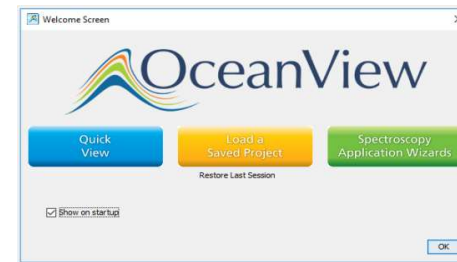 Welcome Screen
OceanView
Quick
View
Load a
Saved Project
Spectroscopy
Application Wizards
Restore Last Session
Show on startup
OK